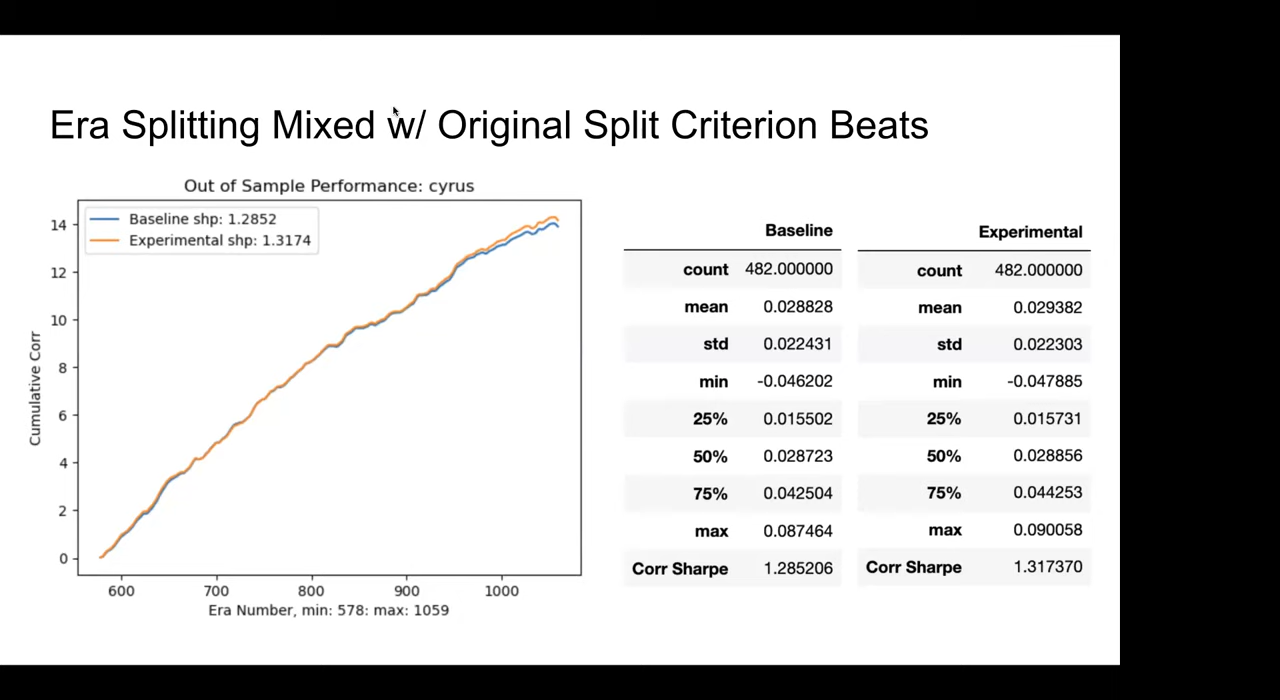 Era Splitting Mixed w/ Original Split Criterion Beats
Out of Sample Performance: cyrus
Baseline shp: 1.2852
Experimental shp: 1.3174
14
12
10
8
6
4
2
0
Cumulative Corr
600 700 800 900 1000
Era Number, min: 578: max: 1059
Baseline
count 482.000000
mean 0.028828
std 0.022431
min -0.046202
25% 0.015502
50% 0.028723
75% 0.042504
max 0.087464
Corr Sharpe 1.285206
Experimental
count 482.000000
mean 0.029382
std 0.022303
min -0.047885
25% 0.015731
50% 0.028856
75% 0.044253
max 0.090058
Corr Sharpe 1.317370